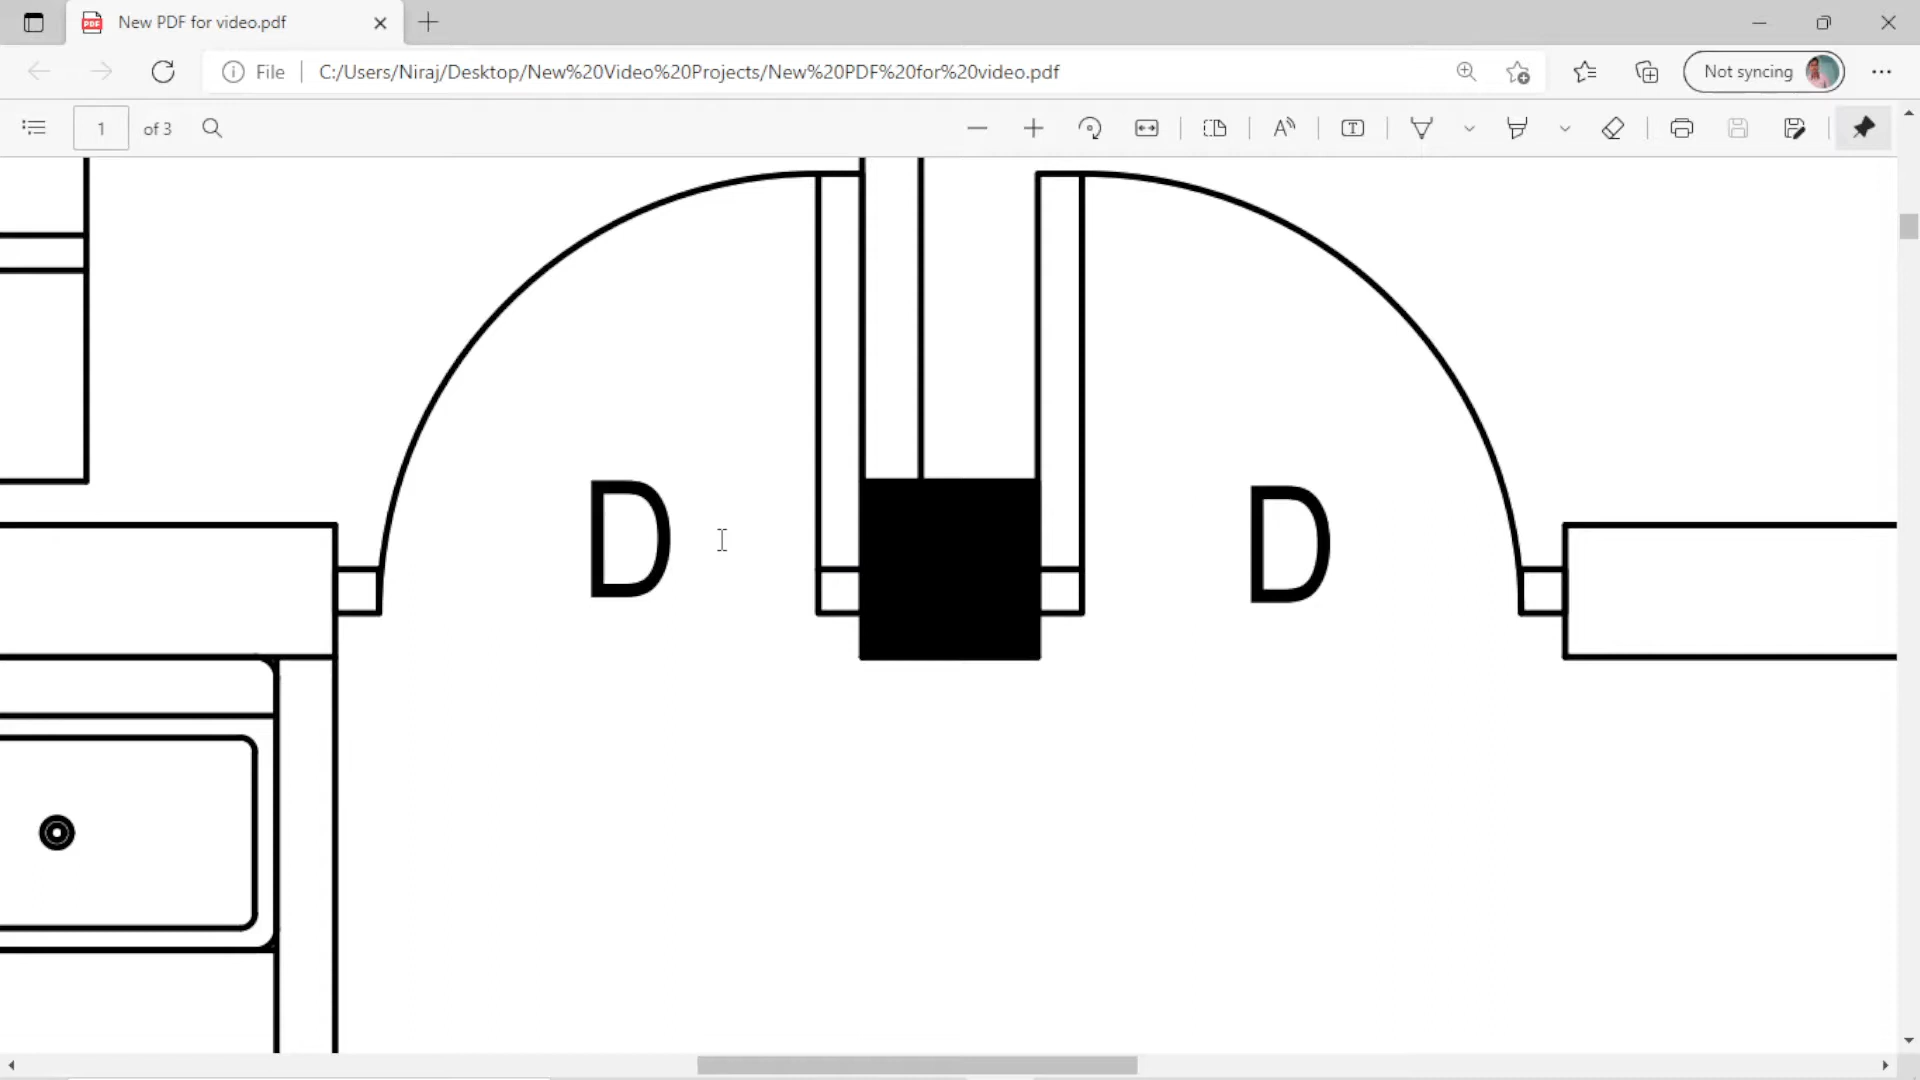 New PDF for video.pdf
File
C:/Users/Niraj/Desktop/New%20Video%20Projects/New%20PDF%20for%20video.pdf
Not syncing
1 of 3
D D